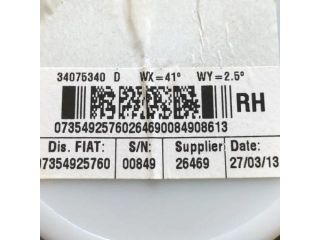 34075340 D WX=41° WY=2.5°
RH
07354925760264690084908613
Dis. FIAT: S/N: Supplier Date:
07354925760 00849 26469 27/03/13